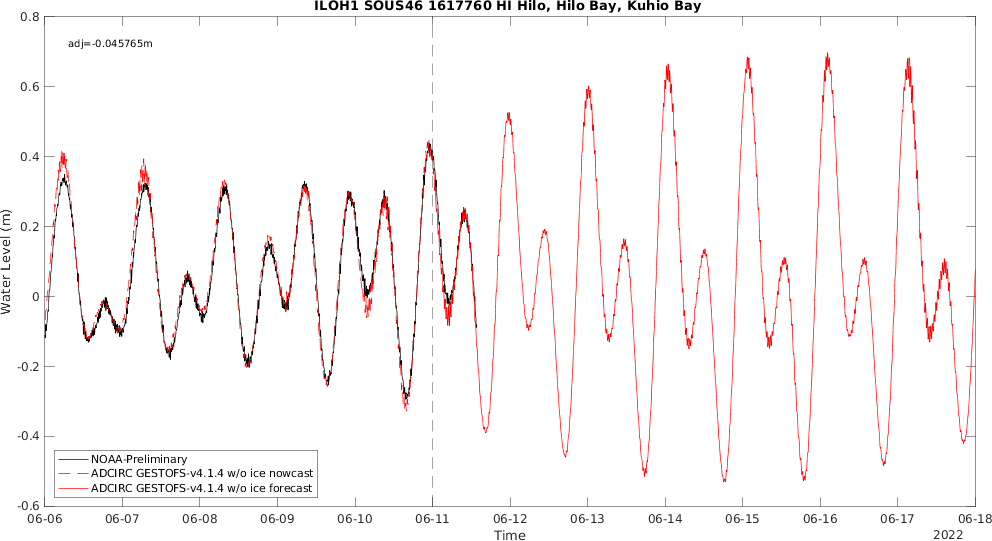 ILOH1 SOUS46 1617760 HI Hilo, Hilo Bay, Kuhio Bay
adj=-0.045765m
Water Level (m)
0.8
0.6
0.4
0.2
0
-0.2
-0.4
-0.6
NOAA-Preliminary
ADCIRC GESTOFS-v4.1.4 w/o ice nowcast
ADCIRC GESTOFS-v4.1.4 w/o ice forecast
06-06 06-07 06-08 06-09 06-10 06-11 06-12 06-13 06-14 06-15 06-16 06-17 06-18
Time
2022